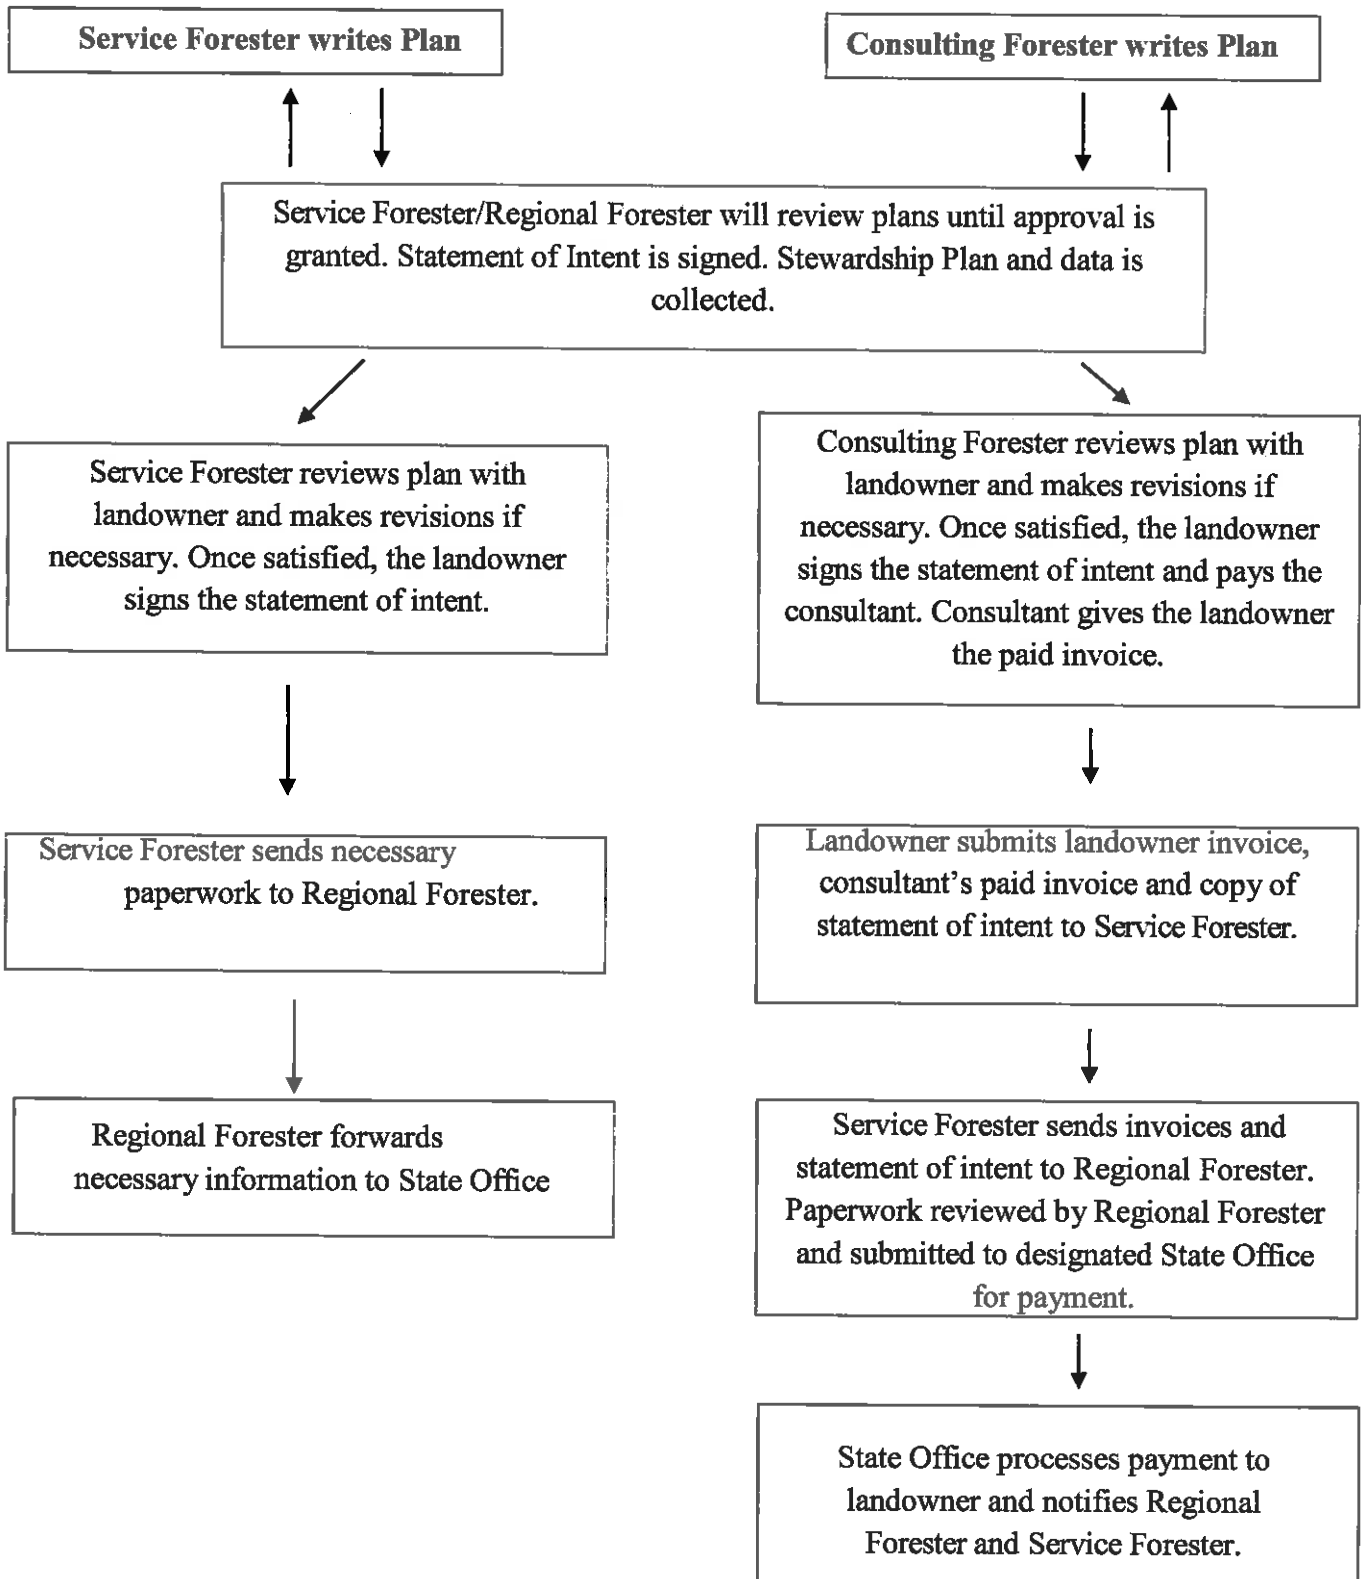 Service Forester writes Plan
Consulting Forester writes Plan
Service Forester/Regional Forester will review plans until approval is
granted. Statement of Intent is signed. Stewardship Plan and data is
collected.
Service Forester reviews plan with
landowner and makes revisions if
necessary. Once satisfied, the landowner
signs the statement of intent.
Consulting Forester reviews plan with
landowner and makes revisions if
necessary. Once satisfied, the landowner
signs the statement of intent and pays the
consultant. Consultant gives the landowner
the paid invoice.
Service Forester sends necessary
paperwork to Regional Forester.
Landowner submits landowner invoice,
consultant's paid invoice and copy of
statement of intent to Service Forester.
Regional Forester forwards
necessary information to State Office
Service Forester sends invoices and
statement of intent to Regional Forester.
Paperwork reviewed by Regional Forester
and submitted to designated State Office
for payment.
State Office processes payment to
landowner and notifies Regional
Forester and Service Forester.